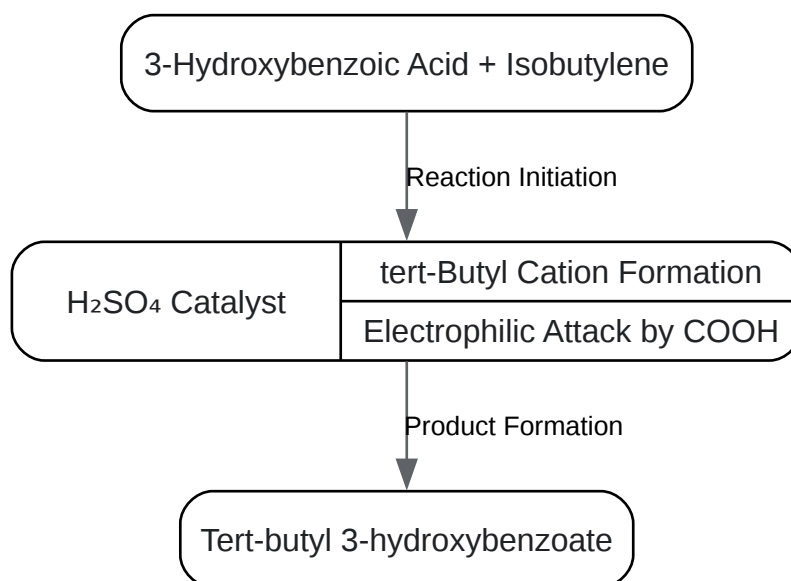 3-Hydroxybenzoic Acid + Isobutylene
Reaction Initiation
H₂SO₄ Catalyst
tert-Butyl Cation Formation
Electrophilic Attack by COOH
Product Formation
Tert-butyl 3-hydroxybenzoate